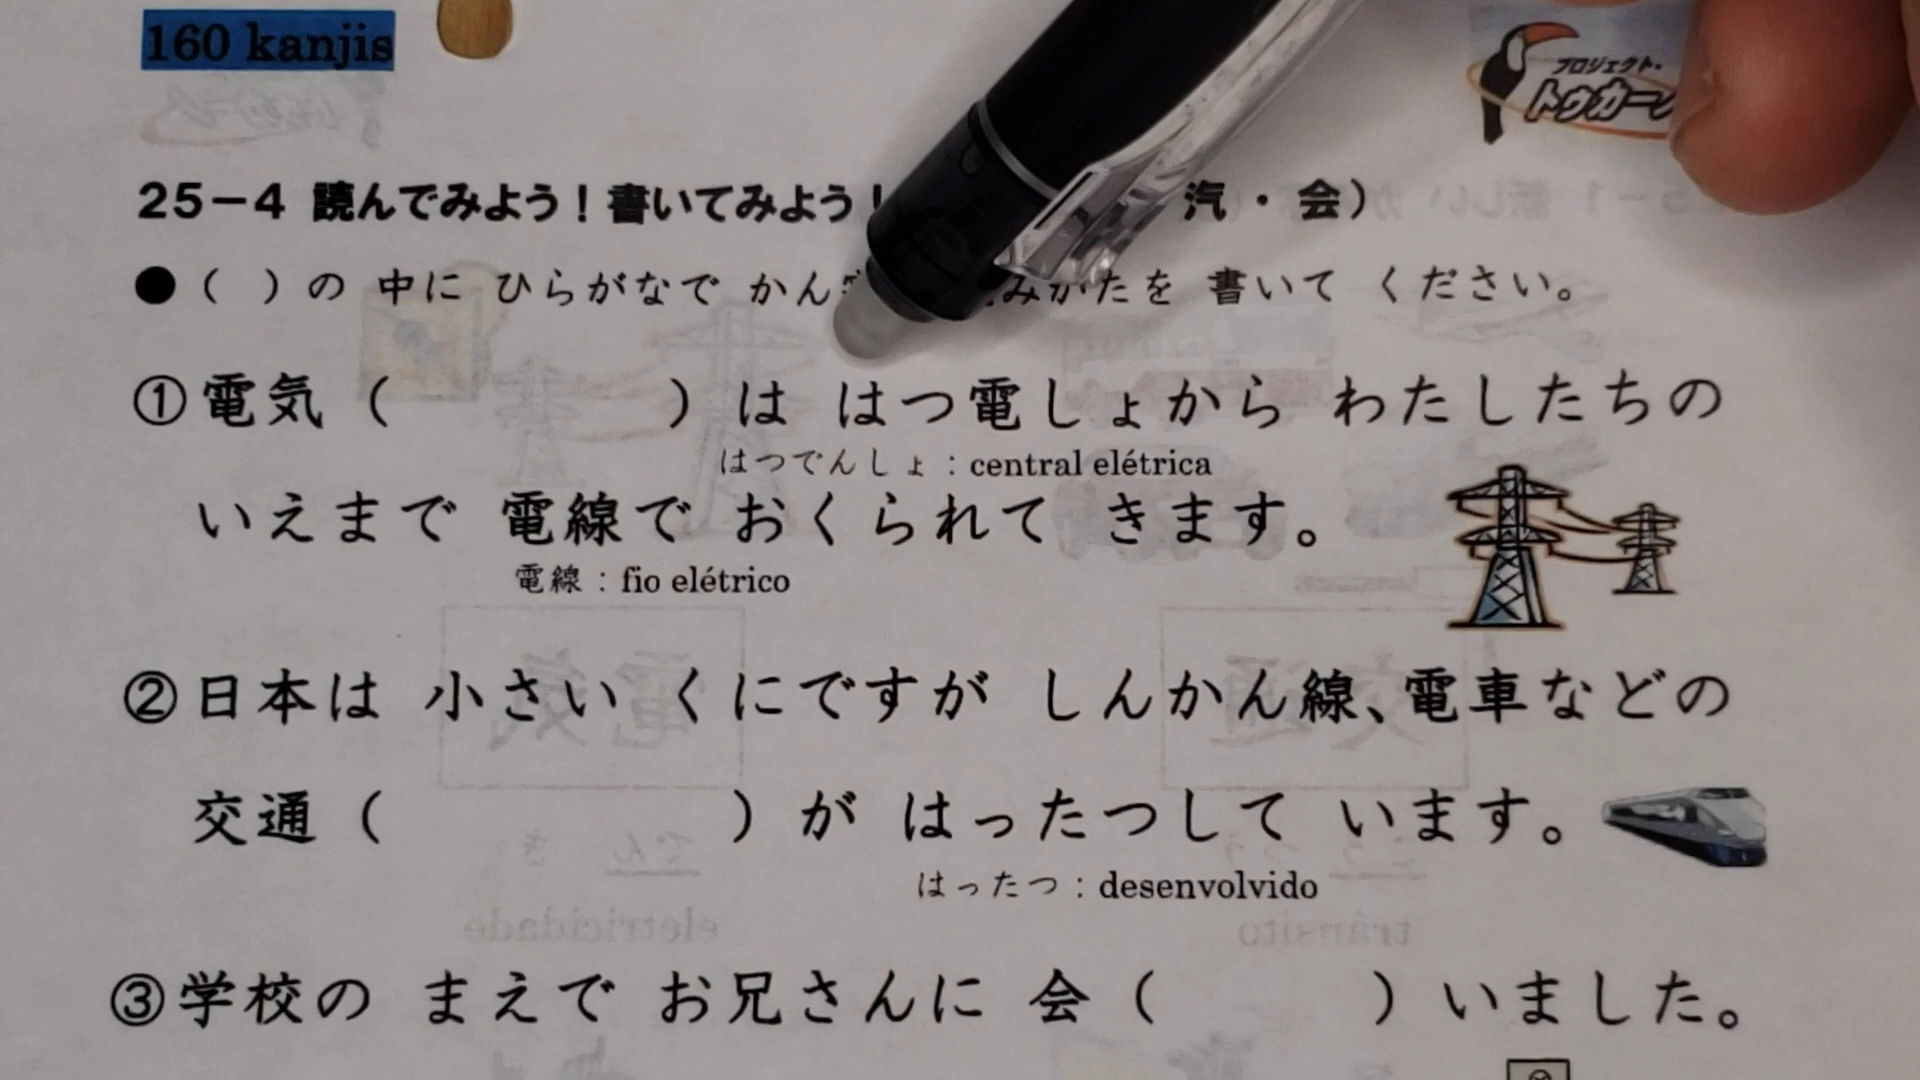 160 kanjis
プロジェクト・
トゥカーノ
25-4 読んでみよう！書いてみよう！ 汽・会）
●（ ）の 中に ひらがなで かん みかたを 書いて ください。
①電気（ ）は はつ電しょから わたしたちの
はつでんしょ：central elétrica
いえまで 電線で おくられて きます。
電線：fio elétrico
②日本は 小さい くにですが しんかん線、電車などの
交通（ ）が はったつして います。
はったつ：desenvolvido
③学校の まえで お兄さんに 会（ ）いました。